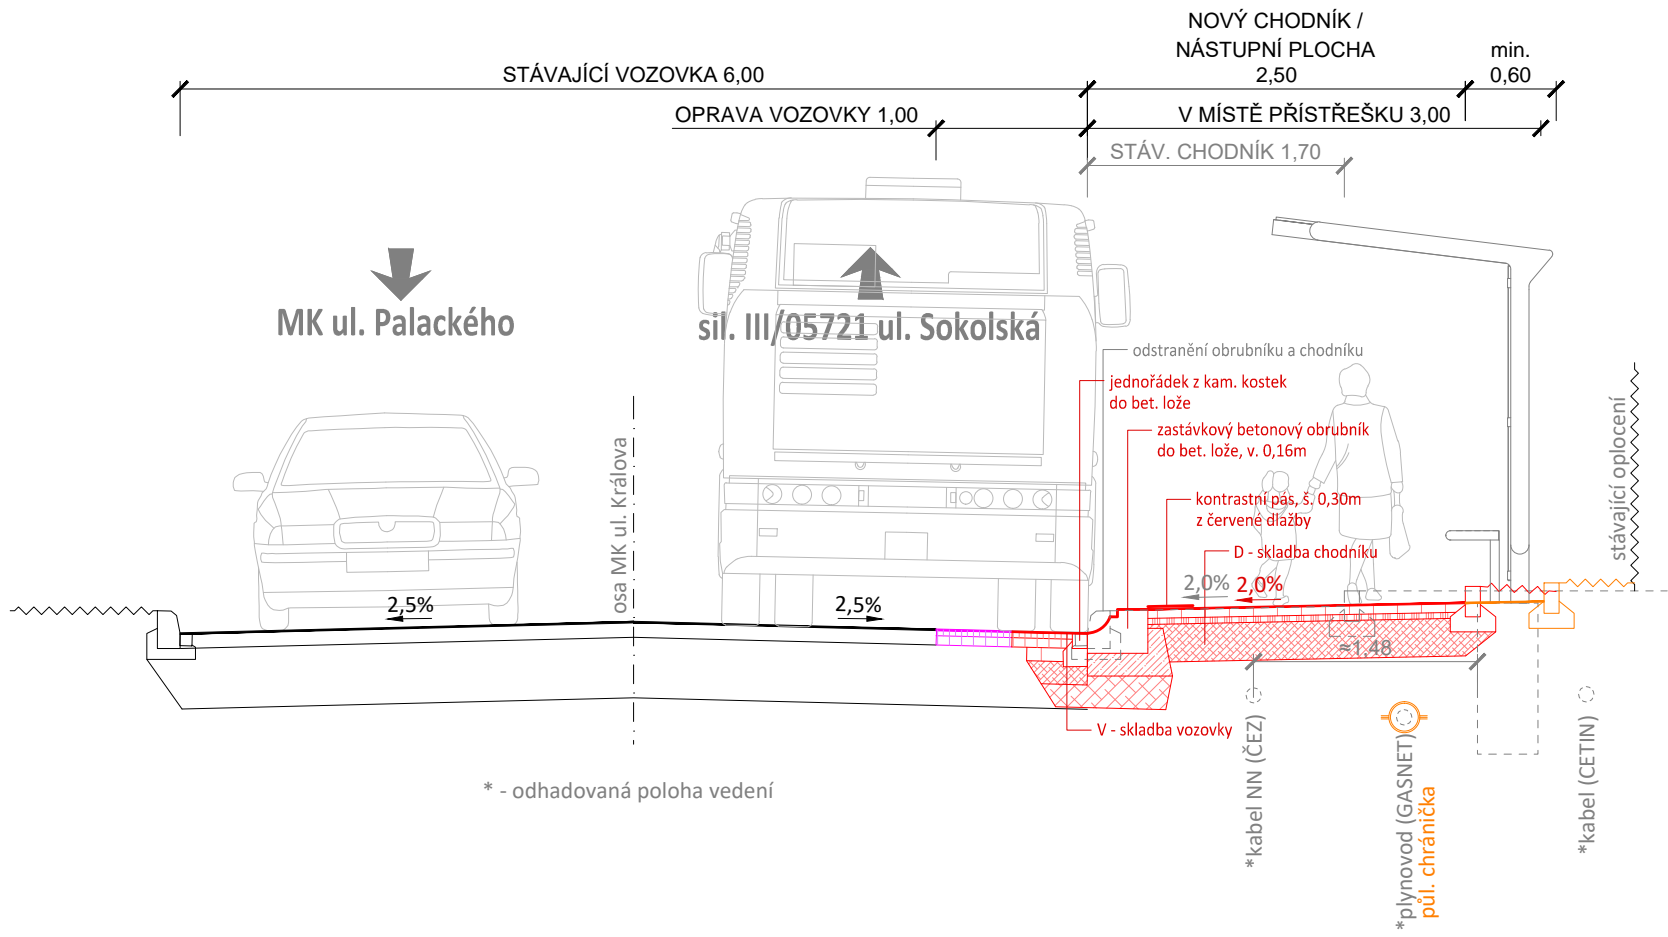 NOVÝ CHODNÍK /
NÁSTUPNÍ PLOCHA
2,50
min.
0,60
STÁVAJÍCÍ VOZOVKA 6,00
OPRAVA VOZOVKY 1,00
V MÍSTĚ PŘÍSTŘEŠKU 3,00
STÁV. CHODNÍK 1,70
MK ul. Palackého
sil. III/05721 ul. Sokolská
odstranění obrubníku a chodníku
jednořádek z kam. kostek
do bet. lože
zastávkový betonový obrubník
do bet. lože, v. 0,16m
kontrastní pás, š. 0,30m
z červené dlažby
D - skladba chodníku
osa MK ul. Králova
stávající oplocení
2,5%
2,5%
2,0%
2,0%
≈1,48
V - skladba vozovky
* - odhadovaná poloha vedení
*kabel NN (ČEZ)
*plynovod (GASNET)
půl. chránička
*kabel (CETIN)